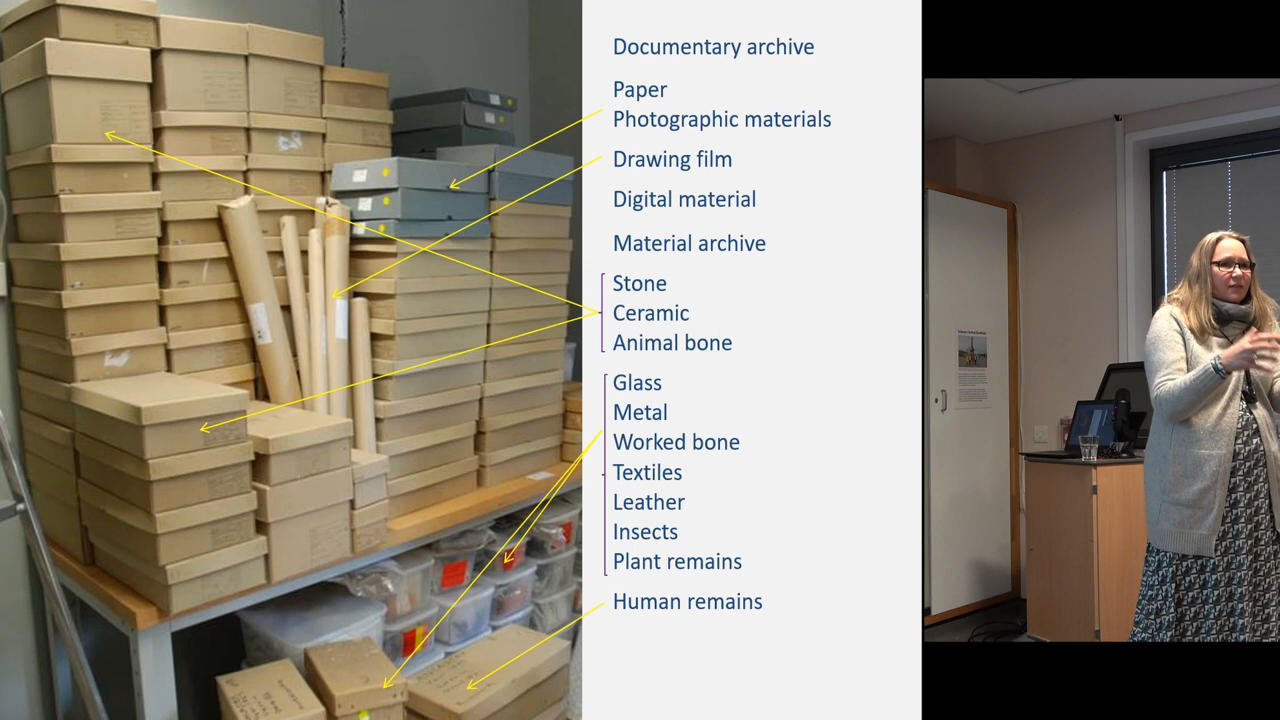 Documentary archive
Paper
Photographic materials
Drawing film
Digital material
Material archive
Stone
Ceramic
Animal bone
Glass
Metal
Worked bone
Textiles
Leather
Insects
Plant remains
Human remains